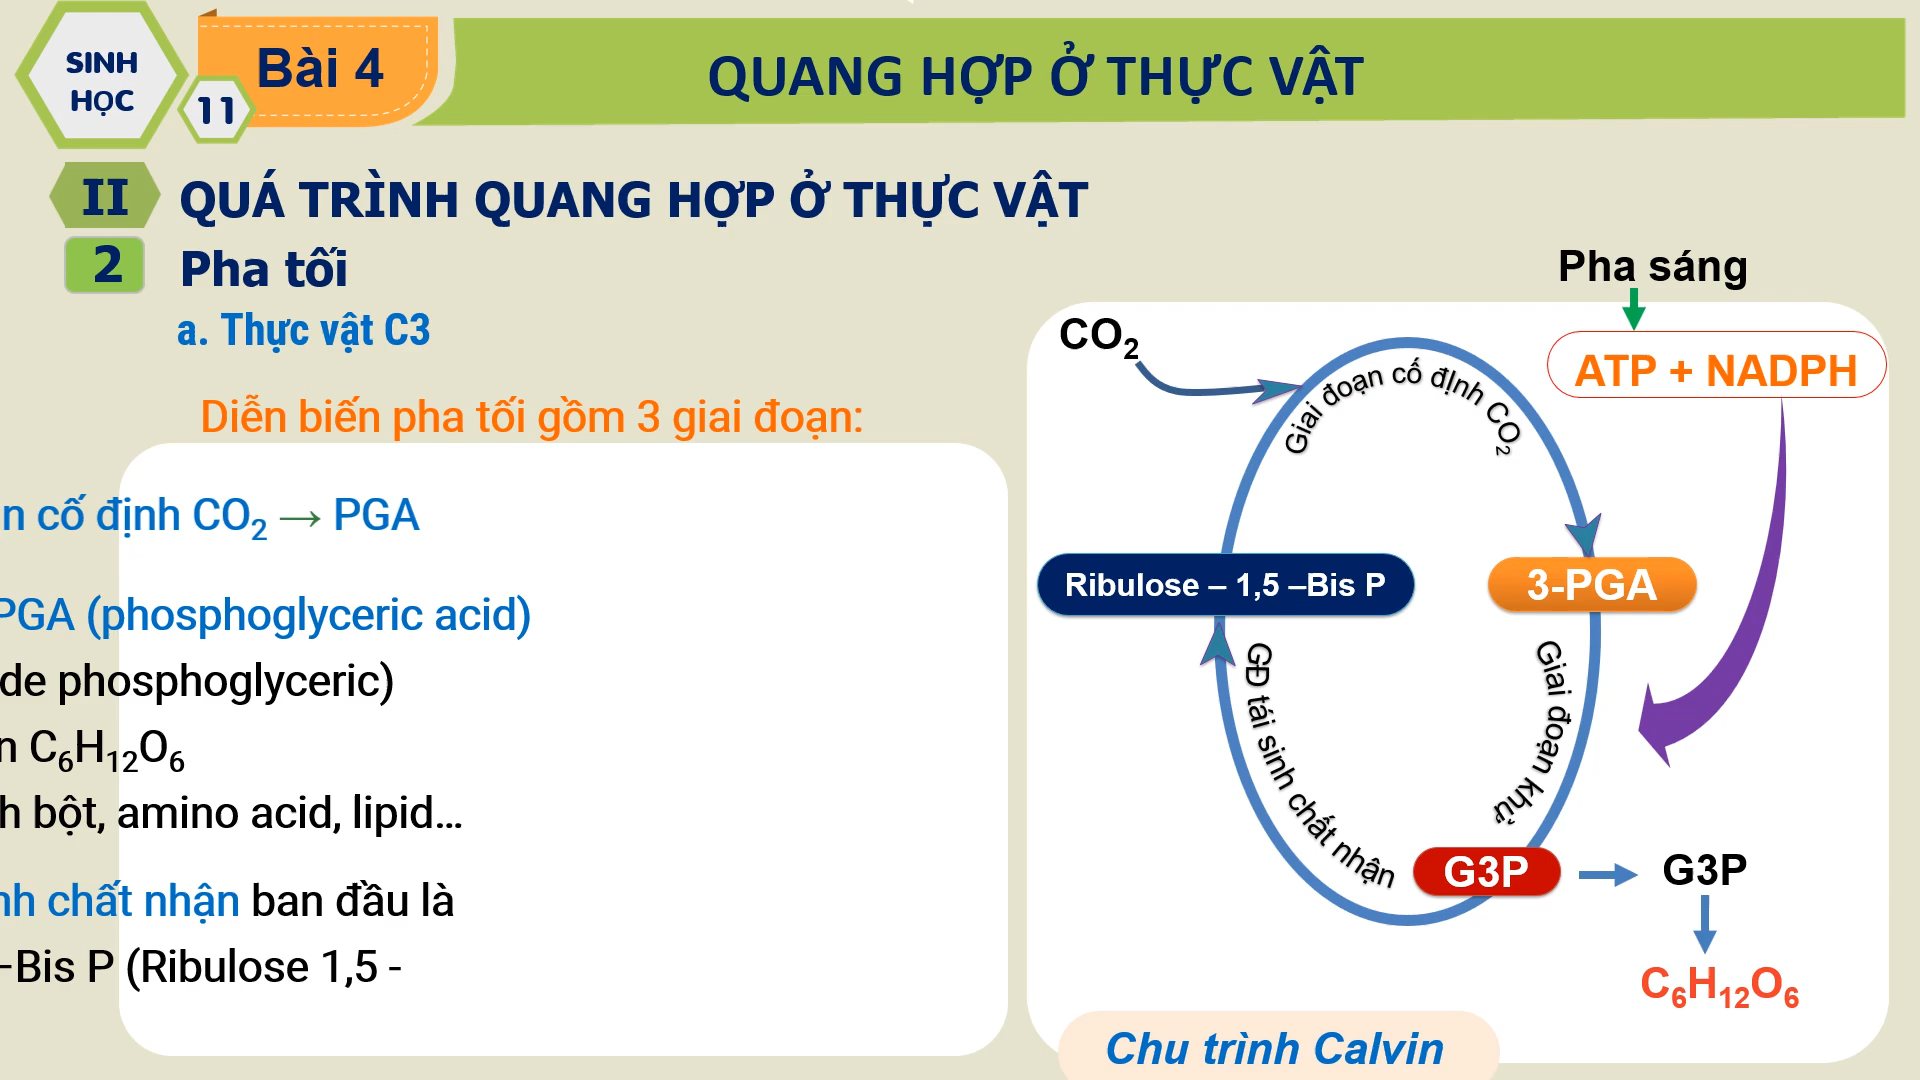 SINH
HỌC
11
Bài 4
QUANG HỢP Ở THỰC VẬT
II
QUÁ TRÌNH QUANG HỢP Ở THỰC VẬT
2
Pha tối
a. Thực vật C3
Diễn biến pha tối gồm 3 giai đoạn:
n cố định CO₂ → PGA
PGA (phosphoglyceric acid)
de phosphoglyceric)
n C₆H₁₂O₆
h bột, amino acid, lipid...
nh chất nhận ban đầu là
–Bis P (Ribulose 1,5 -
Pha sáng
CO₂
ATP + NADPH
Giai đoạn cố định CO₂
Ribulose – 1,5 –Bis P
3-PGA
GĐ tái sinh chất nhận
Giai đoạn khử
G3P
G3P
C₆H₁₂O₆
Chu trình Calvin